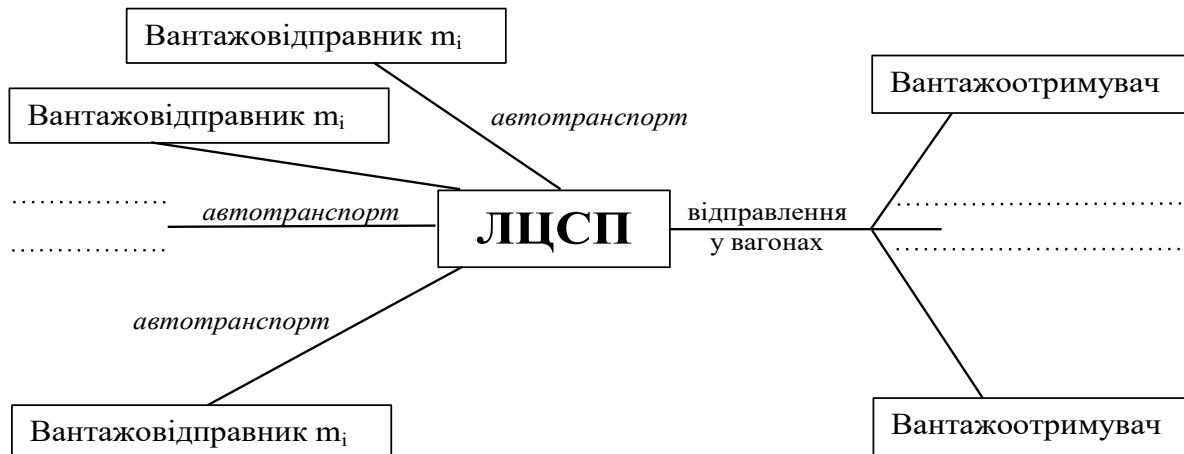 Вантажовідправник mᵢ
Вантажоотримувач
Вантажовідправник mᵢ
автотранспорт
автотранспорт
ЛЦСП
відправлення
у вагонах
автотранспорт
Вантажовідправник mᵢ
Вантажоотримувач